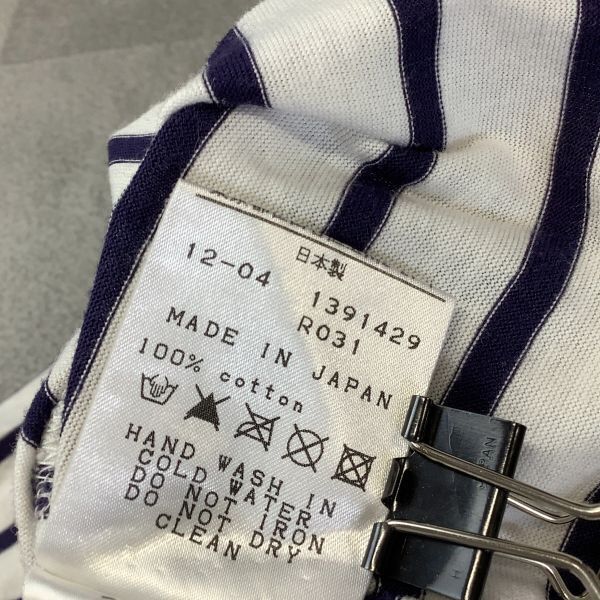 日本製
12-04 1391429
R031
MADE IN JAPAN
100% cotton
HAND WASH IN
COLD WATER
DO NOT IRON
DO NOT DRY
CLEAN
JAPAN